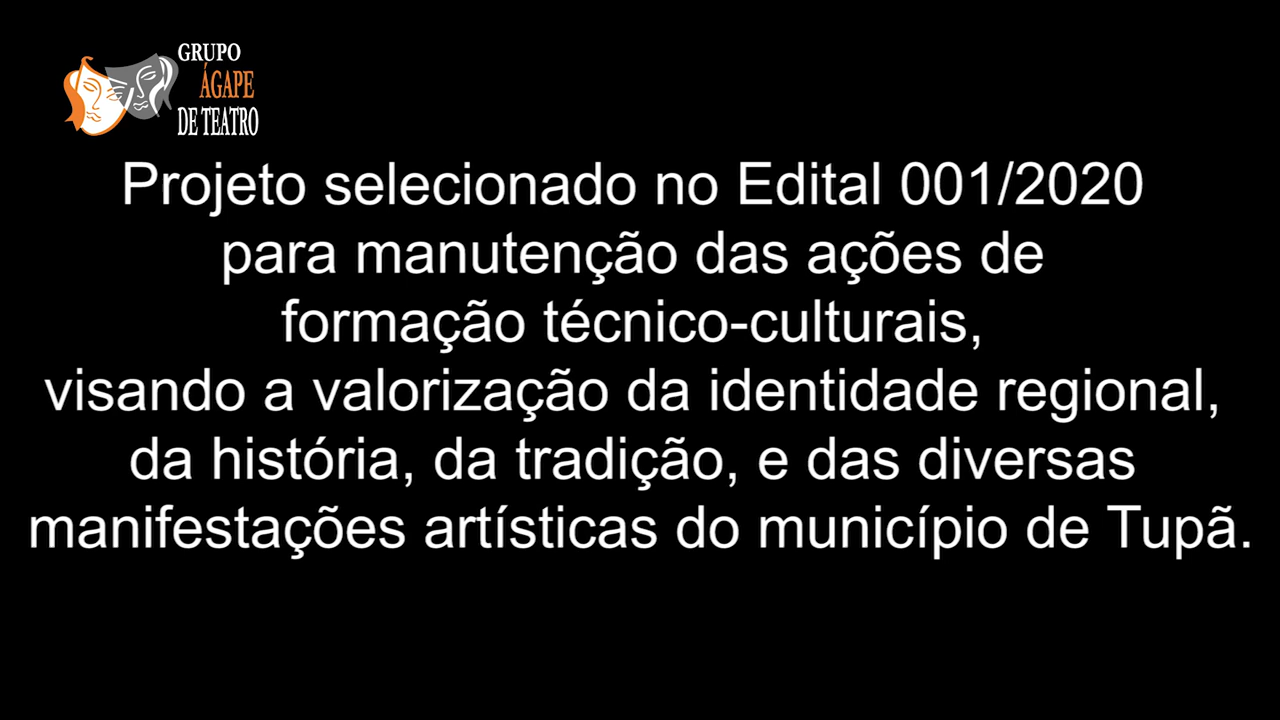 GRUPO
ÁGAPE
DE TEATRO
Projeto selecionado no Edital 001/2020
para manutenção das ações de
formação técnico-culturais,
visando a valorização da identidade regional,
da história, da tradição, e das diversas
manifestações artísticas do município de Tupã.